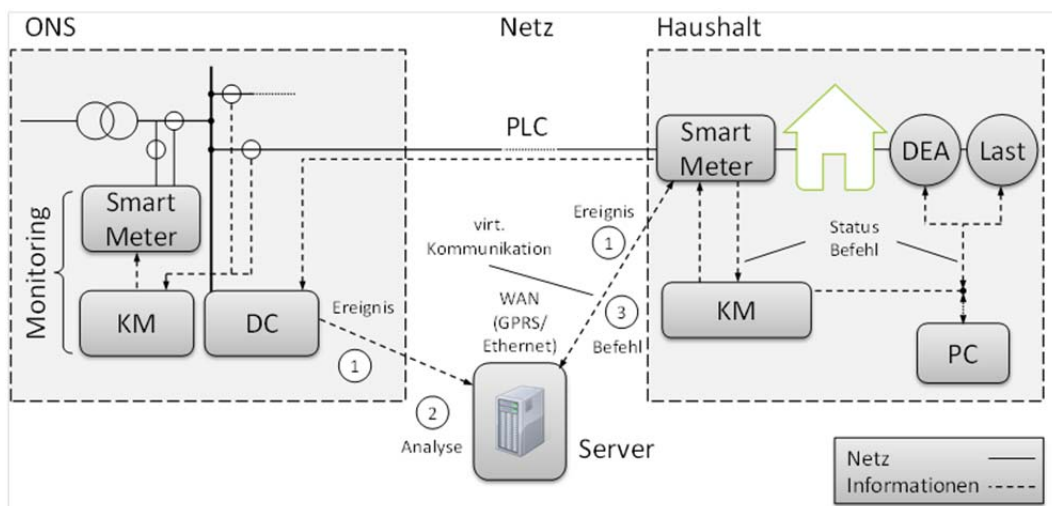 ONS
Netz
Haushalt
PLC
Smart
Meter
DEA
Last
Smart
Meter
Monitoring
KM
DC
Ereignis
1
virt.
Kommunikation
WAN
(GPRS/
Ethernet)
Ereignis
1
3
Befehl
Status
Befehl
KM
PC
2
Analyse
Server
Netz
Informationen